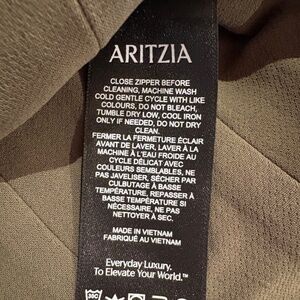 ARITZIA
CLOSE ZIPPER BEFORE
CLEANING, MACHINE WASH
COLD GENTLE CYCLE WITH LIKE
COLOURS, DO NOT BLEACH,
TUMBLE DRY LOW, COOL IRON
ONLY IF NEEDED, DO NOT DRY
CLEAN.
FERMER LA FERMETURE ÉCLAIR
AVANT DE LAVER, LAVER À LA
MACHINE À L'EAU FROIDE AU
CYCLE DÉLICAT AVEC
COULEURS SEMBLABLES, NE
PAS JAVELISER, SÉCHER PAR
CULBUTAGE À BASSE
TEMPÉRATURE, REPASSER À
BASSE TEMPÉRATURE SI
NÉCESSAIRE, NE PAS
NETTOYER À SEC.
MADE IN VIETNAM
FABRIQUÉ AU VIETNAM
Everyday Luxury.
To Elevate Your World.™
30C